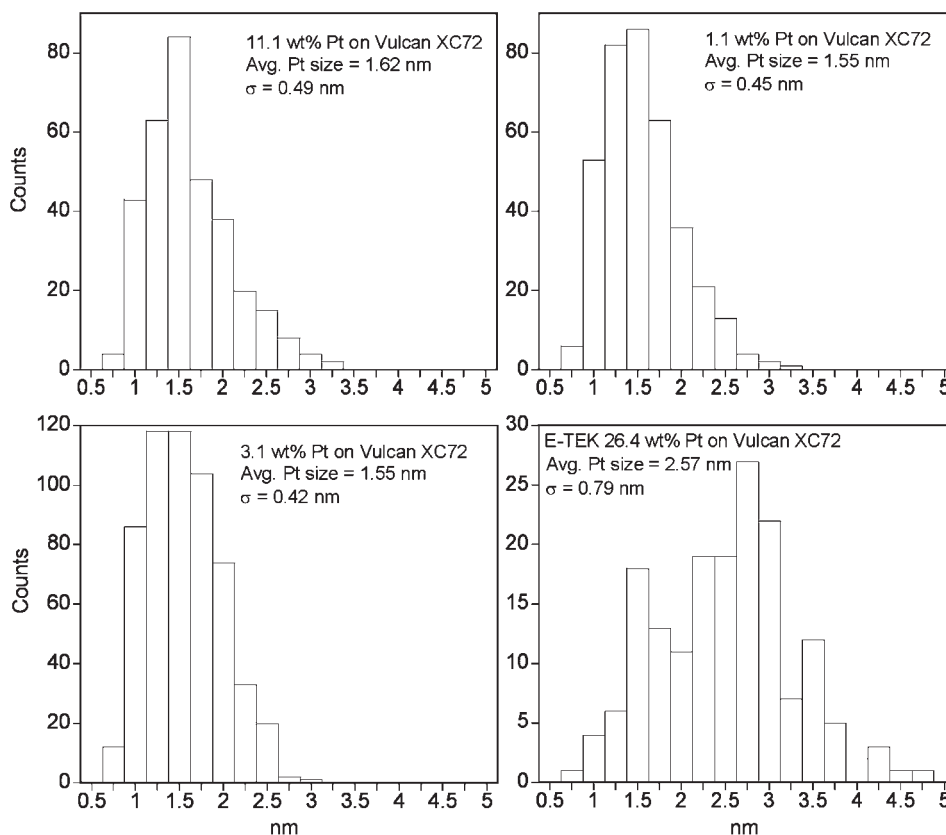 11.1 wt% Pt on Vulcan XC72
Avg. Pt size = 1.62 nm
σ = 0.49 nm
Counts
80
60
40
20
0
0.5 1 1.5 2 2.5 3 3.5 4 4.5 5
1.1 wt% Pt on Vulcan XC72
Avg. Pt size = 1.55 nm
σ = 0.45 nm
80
60
40
20
0
0.5 1 1.5 2 2.5 3 3.5 4 4.5 5
3.1 wt% Pt on Vulcan XC72
Avg. Pt size = 1.55 nm
σ = 0.42 nm
Counts
120
100
80
60
40
20
0
0.5 1 1.5 2 2.5 3 3.5 4 4.5 5
nm
E-TEK 26.4 wt% Pt on Vulcan XC72
Avg. Pt size = 2.57 nm
σ = 0.79 nm
30
25
20
15
10
5
0
0.5 1 1.5 2 2.5 3 3.5 4 4.5 5
nm